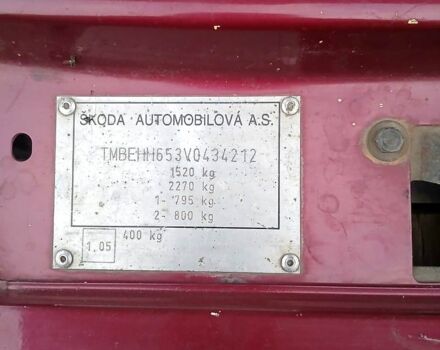 ŠKODA AUTOMOBILOVÁ A.S.
TMBEHH653V0434212
1520 kg
2270 kg
1- 795 kg
2- 800 kg
400 kg
1.05